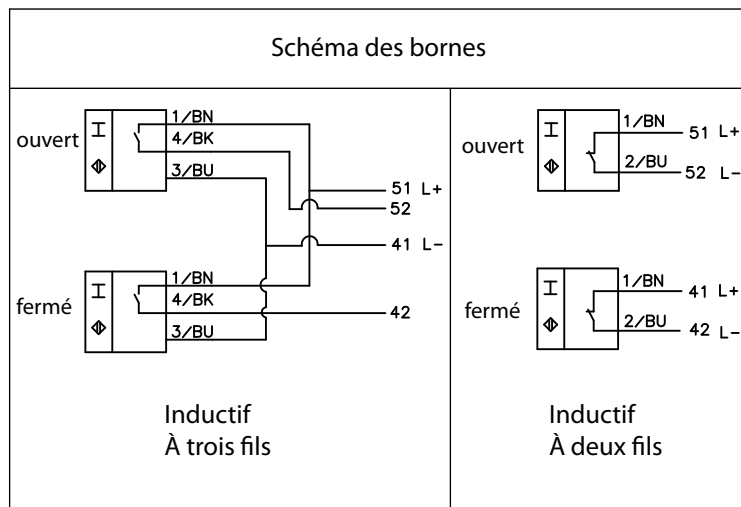 Schéma des bornes
ouvert
1/BN
4/BK
3/BU
51 L+
52
41 L-
fermé
1/BN
4/BK
3/BU
42
Inductif
À trois fils
ouvert
1/BN
51 L+
2/BU
52 L-
fermé
1/BN
41 L+
2/BU
42 L-
Inductif
À deux fils